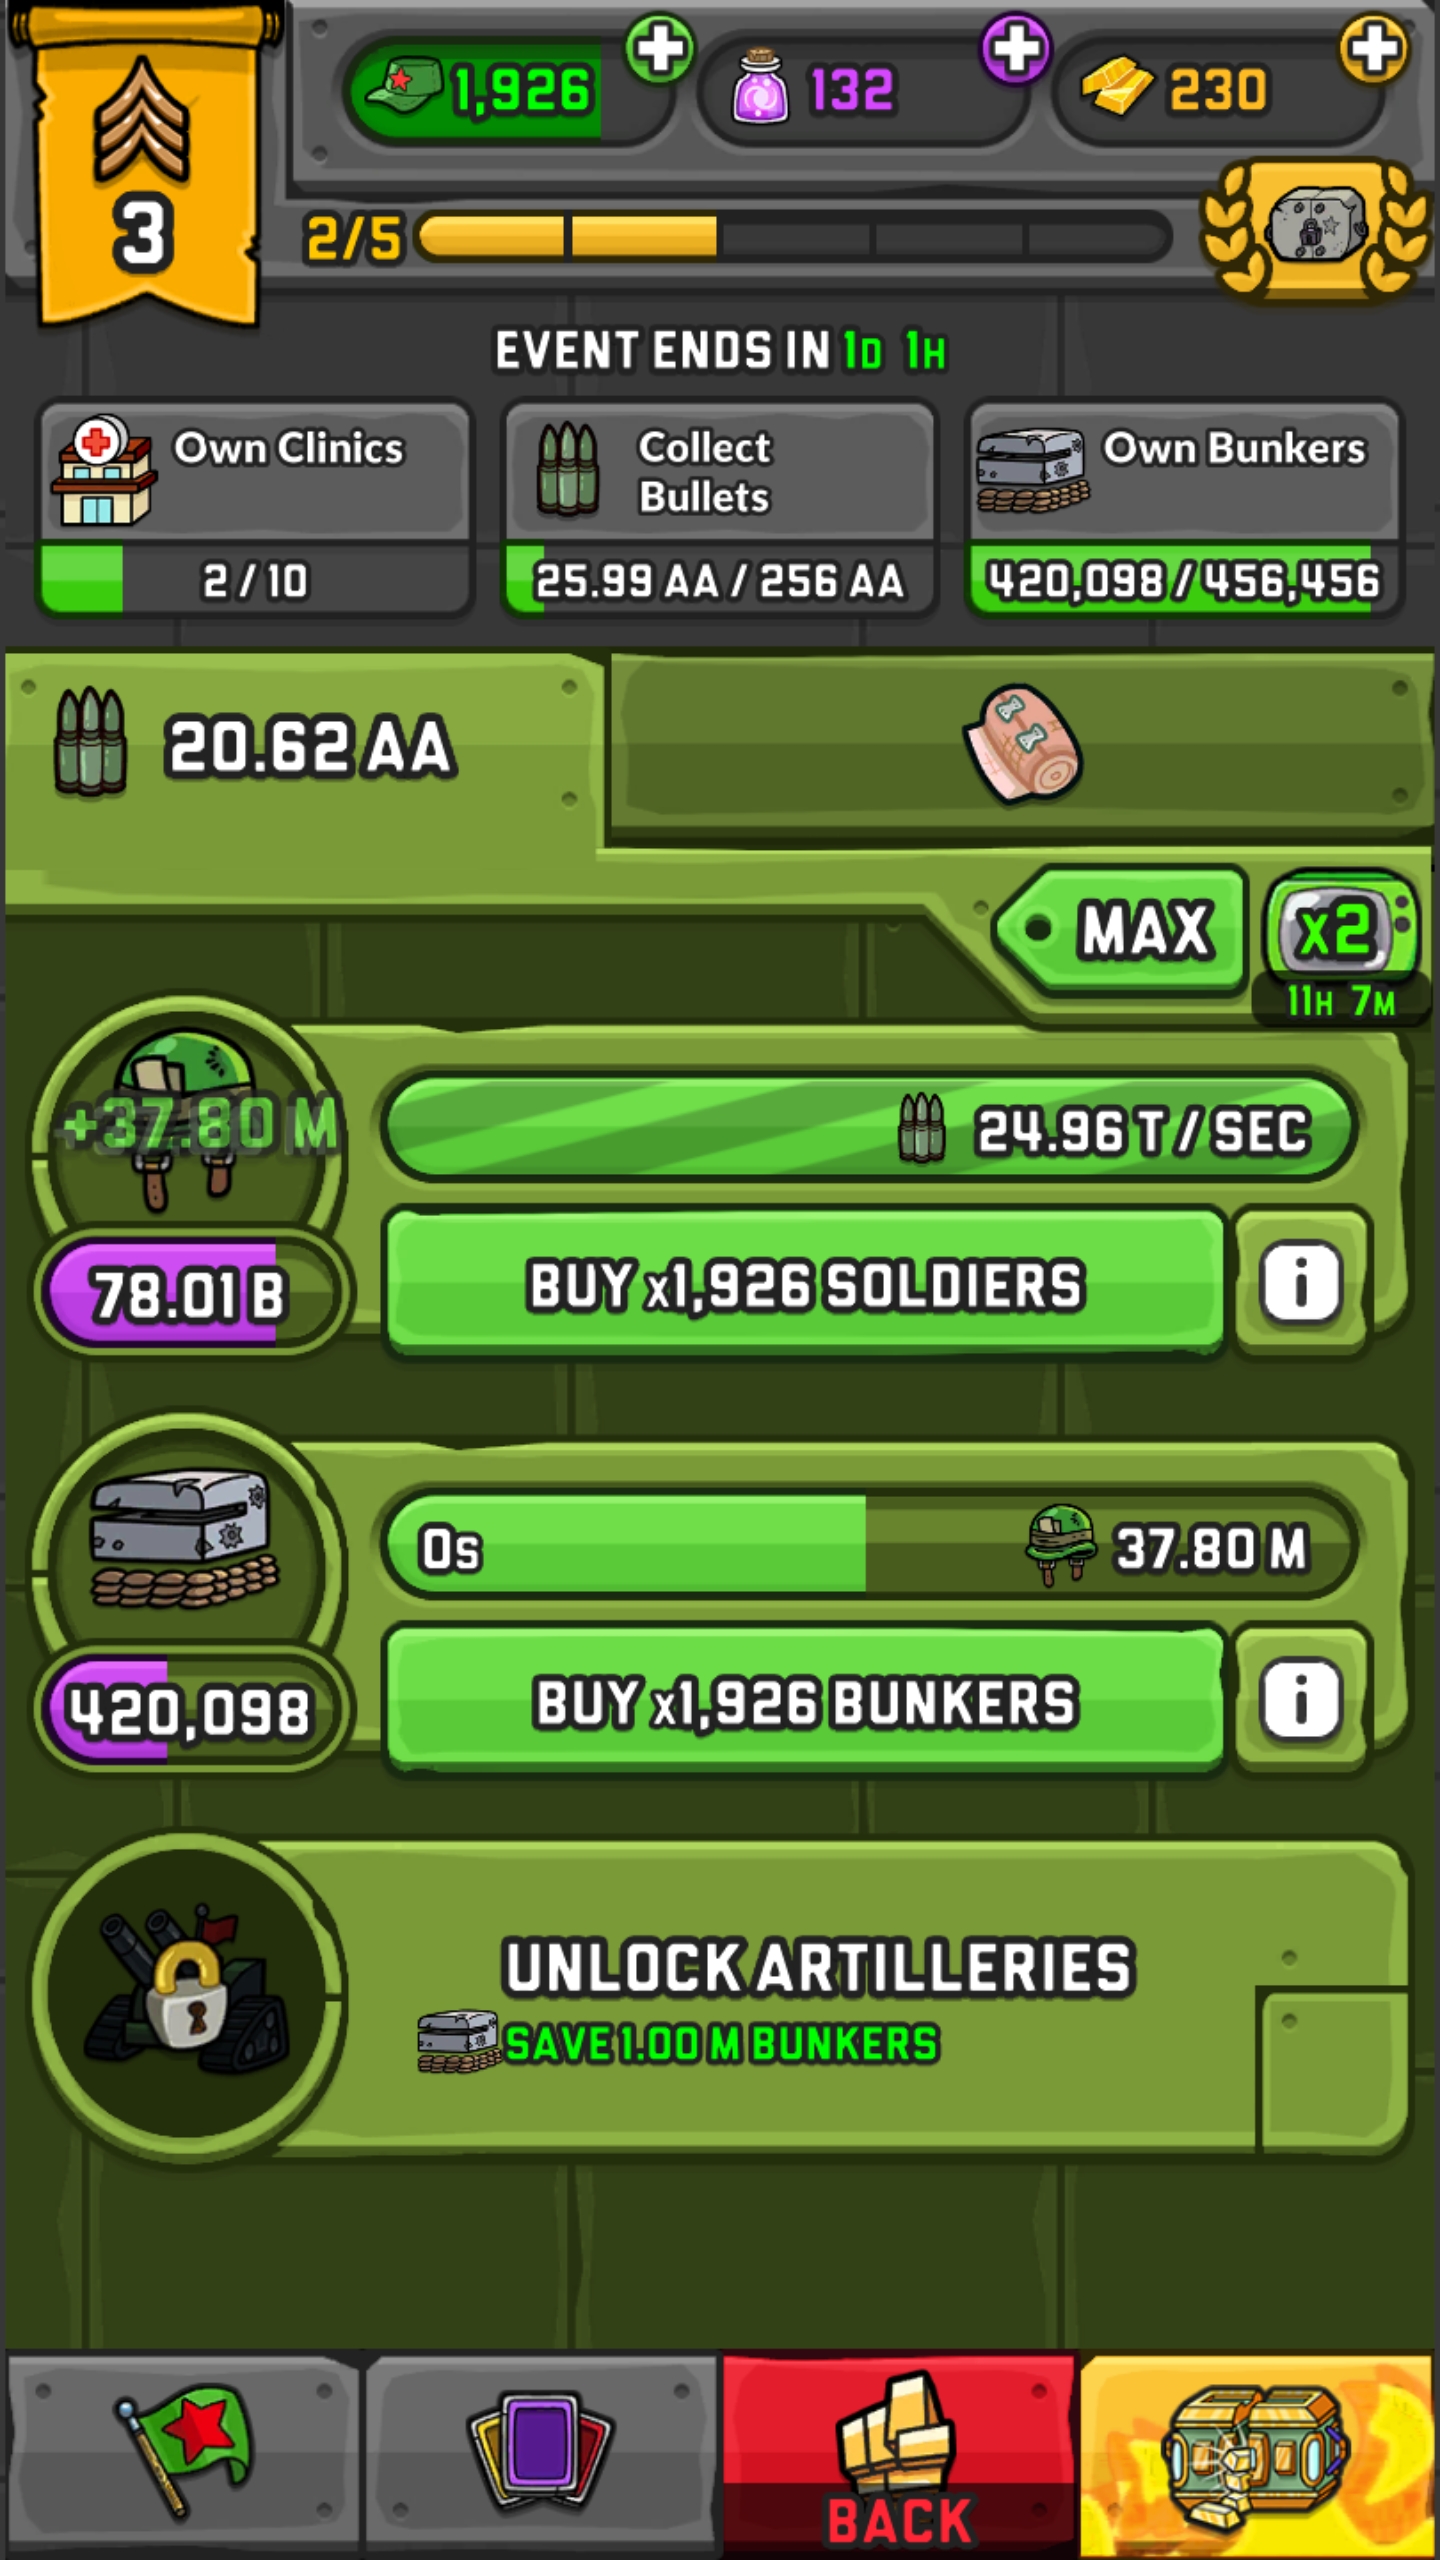 1,926
132
230
3
2/5
EVENT ENDS IN 1D 1H
Own Clinics
2 / 10
Collect
Bullets
25.99 AA / 256 AA
Own Bunkers
420,098 / 456,456
20.62 AA
MAX
x2
11H 7M
+37.80 M
24.96 T / SEC
78.01 B
BUY x1,926 SOLDIERS
i
0s
37.80 M
420,098
BUY x1,926 BUNKERS
i
UNLOCK ARTILLERIES
SAVE 1.00 M BUNKERS
BACK